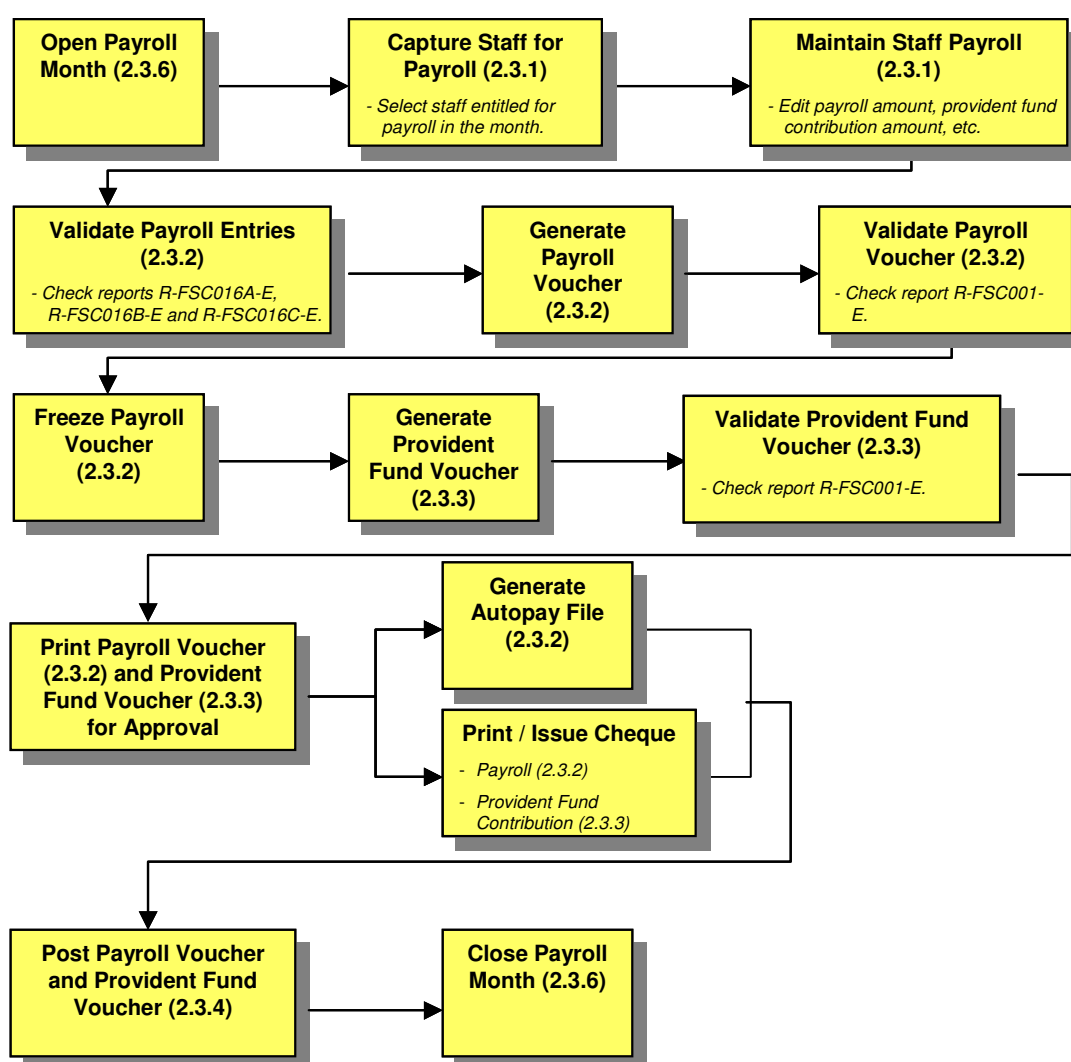 Open Payroll
Month (2.3.6)
Capture Staff for
Payroll (2.3.1)
- Select staff entitled for
payroll in the month.
Maintain Staff Payroll
(2.3.1)
- Edit payroll amount, provident fund
contribution amount, etc.
Validate Payroll Entries
(2.3.2)
- Check reports R-FSC016A-E,
R-FSC016B-E and R-FSC016C-E.
Generate
Payroll
Voucher
(2.3.2)
Validate Payroll
Voucher (2.3.2)
- Check report R-FSC001-
E.
Freeze Payroll
Voucher
(2.3.2)
Generate
Provident
Fund Voucher
(2.3.3)
Validate Provident Fund
Voucher (2.3.3)
- Check report R-FSC001-E.
Print Payroll Voucher
(2.3.2) and Provident
Fund Voucher (2.3.3)
for Approval
Generate
Autopay File
(2.3.2)
Print / Issue Cheque
- Payroll (2.3.2)
- Provident Fund
Contribution (2.3.3)
Post Payroll Voucher
and Provident Fund
Voucher (2.3.4)
Close Payroll
Month (2.3.6)